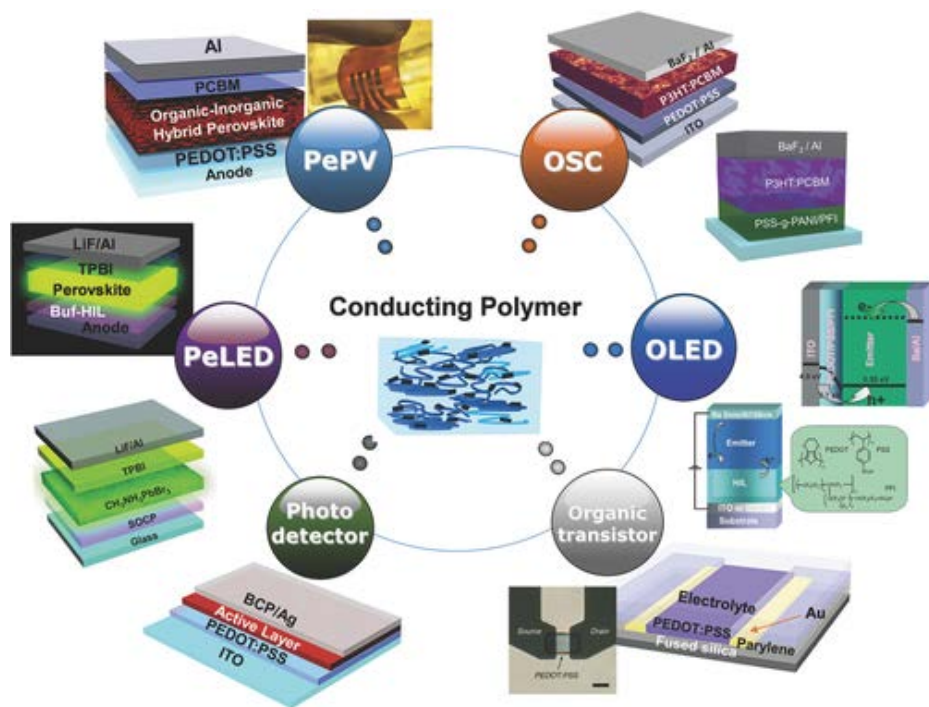 Al
PCBM
Organic-Inorganic
Hybrid Perovskite
PEDOT:PSS
Anode
PePV
OSC
BaF₂ / Al
P3HT:PCBM
PEDOT:PSS
ITO
BaF₂ / Al
P3HT:PCBM
PSS-g-PANI/PFI
LiF/Al
TPBI
Perovskite
Buf-HIL
Anode
PeLED
Conducting Polymer
OLED
ITO
e-
Emitter
Ba/Al
h+
LiF/Al
TPBI
CH₃NH₃PbBr₃
SOCP
Glass
Photo
detector
Organic
transistor
Emitter
HIL
Substrate
PEDOT
PSS
PFI
BCP/Ag
Active Layer
PEDOT:PSS
ITO
Source
Drain
PEDOT:PSS
Electrolyte
Au
PEDOT:PSS
Parylene
Fused silica